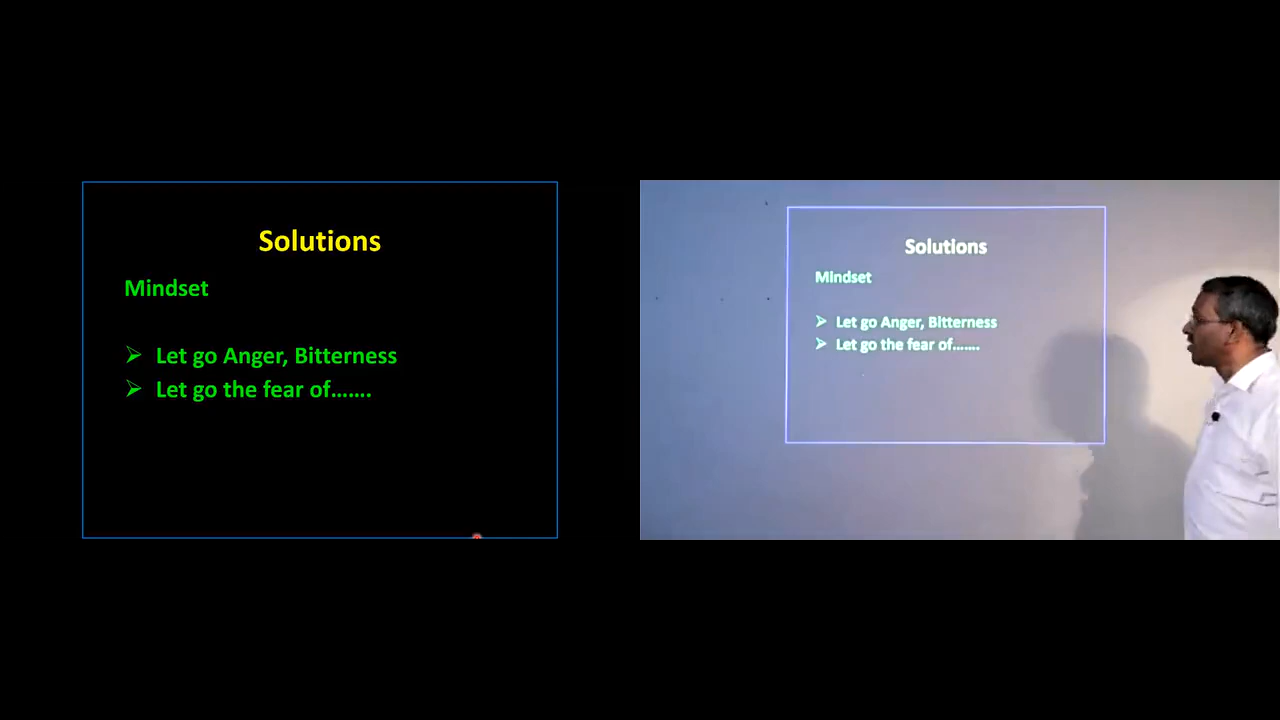 Solutions
Mindset
➢ Let go Anger, Bitterness
➢ Let go the fear of.......
Solutions
Mindset
➢ Let go Anger, Bitterness
➢ Let go the fear of.......